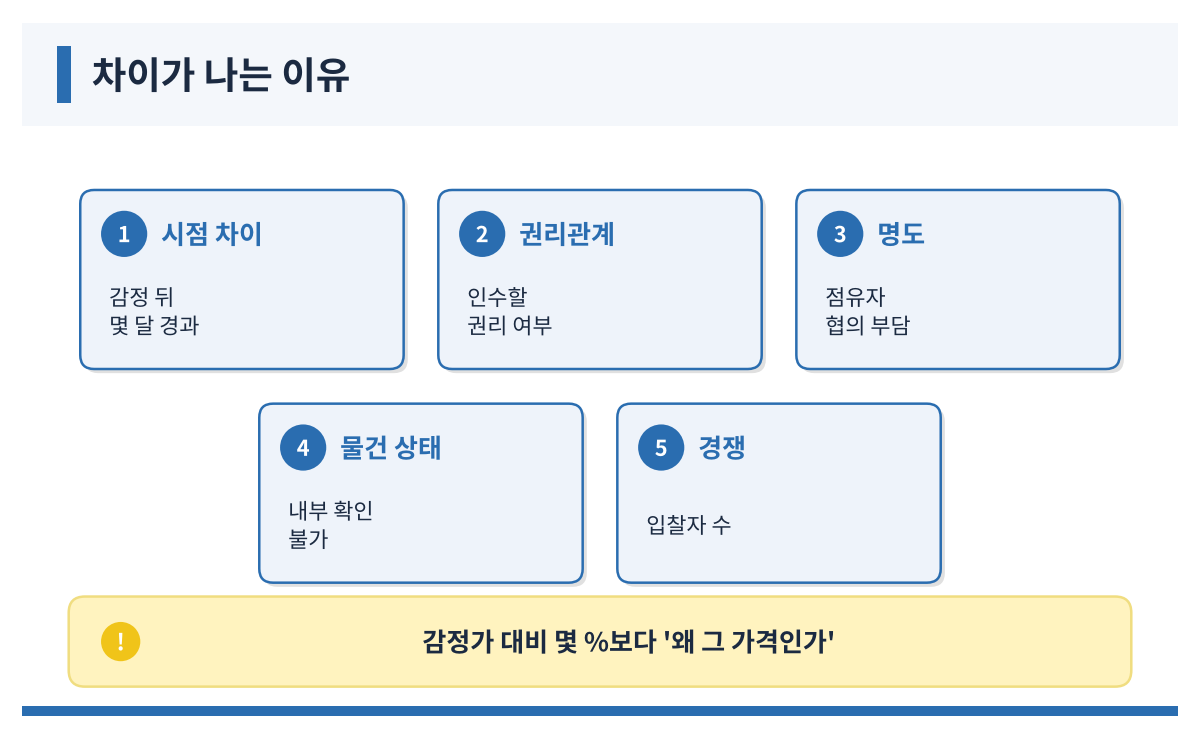 차이가 나는 이유
1 시점 차이
감정 뒤
몇 달 경과
2 권리관계
인수할
권리 여부
3 명도
점유자
협의 부담
4 물건 상태
내부 확인
불가
5 경쟁
입찰자 수
! 감정가 대비 몇 %보다 '왜 그 가격인가'